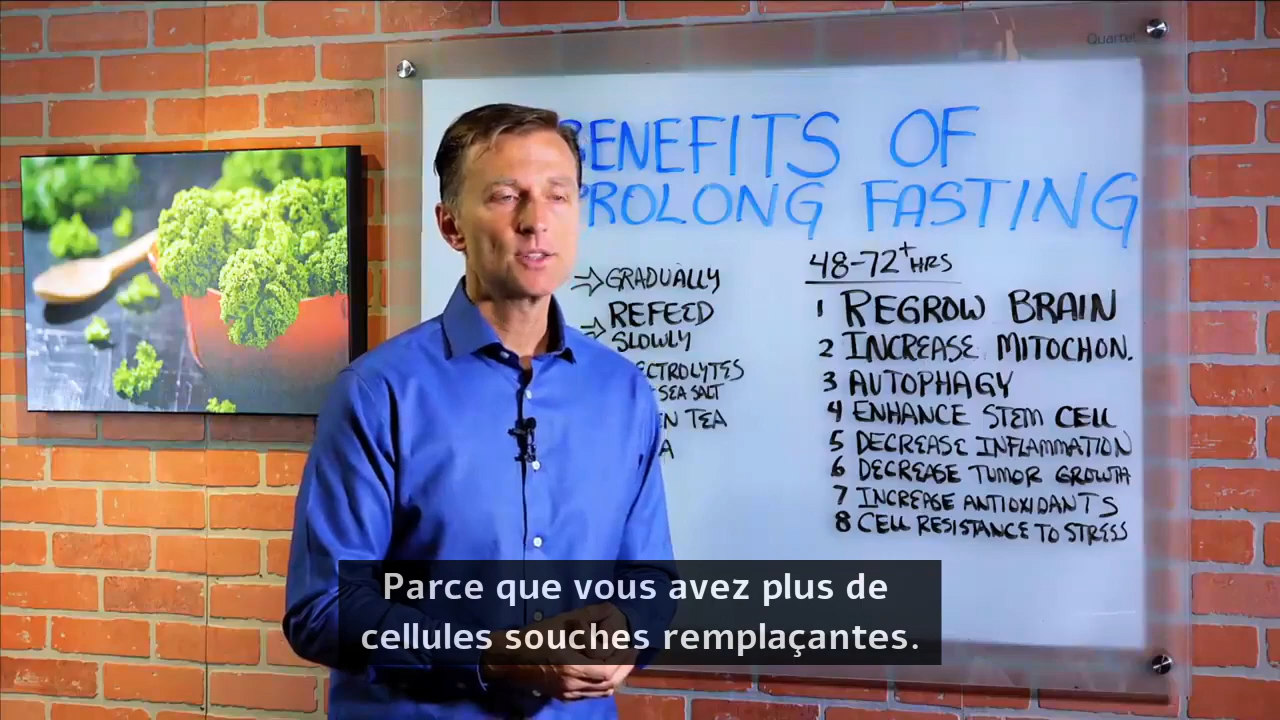 Quartet
BENEFITS OF
PROLONG FASTING
GRADUALLY
REFEED
SLOWLY
SEA SALT
TEA
48-72+ HRS
1 REGROW BRAIN
2 INCREASE MITOCHON.
3 AUTOPHAGY
4 ENHANCE STEM CELL
5 DECREASE INFLAMMATION
6 DECREASE TUMOR GROWTH
7 INCREASE ANTIOXIDANTS
8 CELL RESISTANCE TO STRESS
Parce que vous avez plus de
cellules souches remplaçantes.